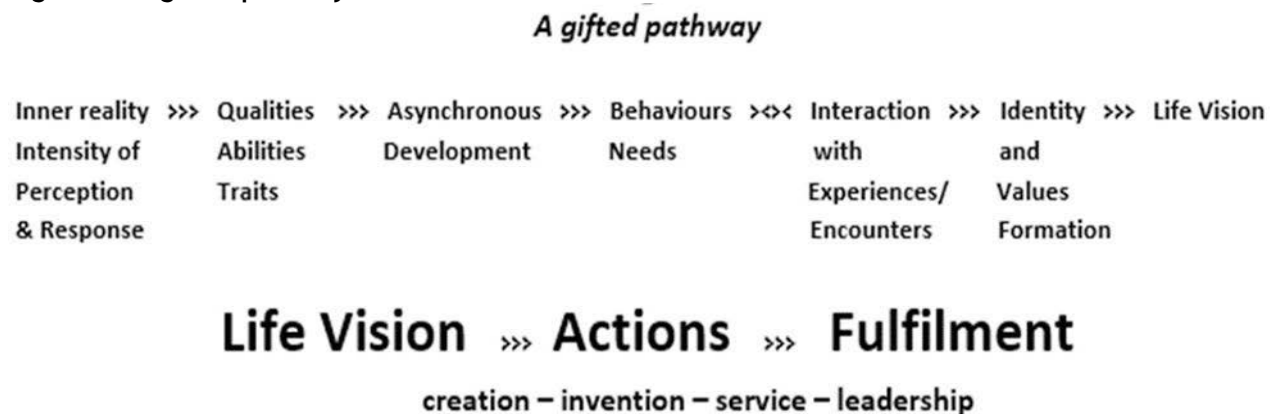 A gifted pathway
Inner reality >>> Qualities >>> Asynchronous >>> Behaviours ><>< Interaction >>> Identity >>> Life Vision
Intensity of Abilities Development Needs with and
Perception Traits Experiences/ Values
& Response Encounters Formation
Life Vision >>> Actions >>> Fulfilment
creation – invention – service – leadership